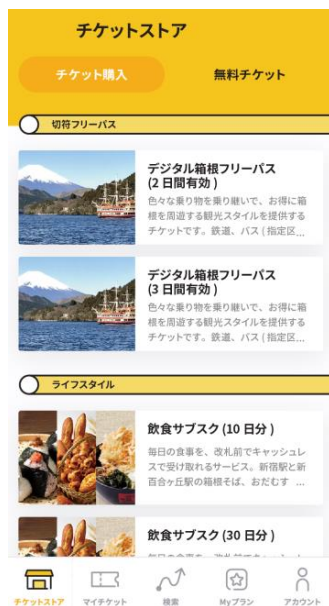 チケットストア
チケット購入
無料チケット
切符フリーパス
デジタル箱根フリーパス
(2 日間有効)
色々な乗り物を乗り継いで、お得に箱
根を周遊する観光スタイルを提供する
チケットです。鉄道、バス ( 指定区...
デジタル箱根フリーパス
(3 日間有効)
色々な乗り物を乗り継いで、お得に箱
根を周遊する観光スタイルを提供する
チケットです。鉄道、バス ( 指定区...
ライフスタイル
飲食サブスク (10 日分 )
毎日の食事を、改札前でキャッシュレ
スで受け取れるサービス。新宿駅と新
百合ヶ丘駅の箱根そば、おだむす ...
飲食サブスク (30 日分 )
チケットストア
マイチケット
検索
Myプラン
アカウント